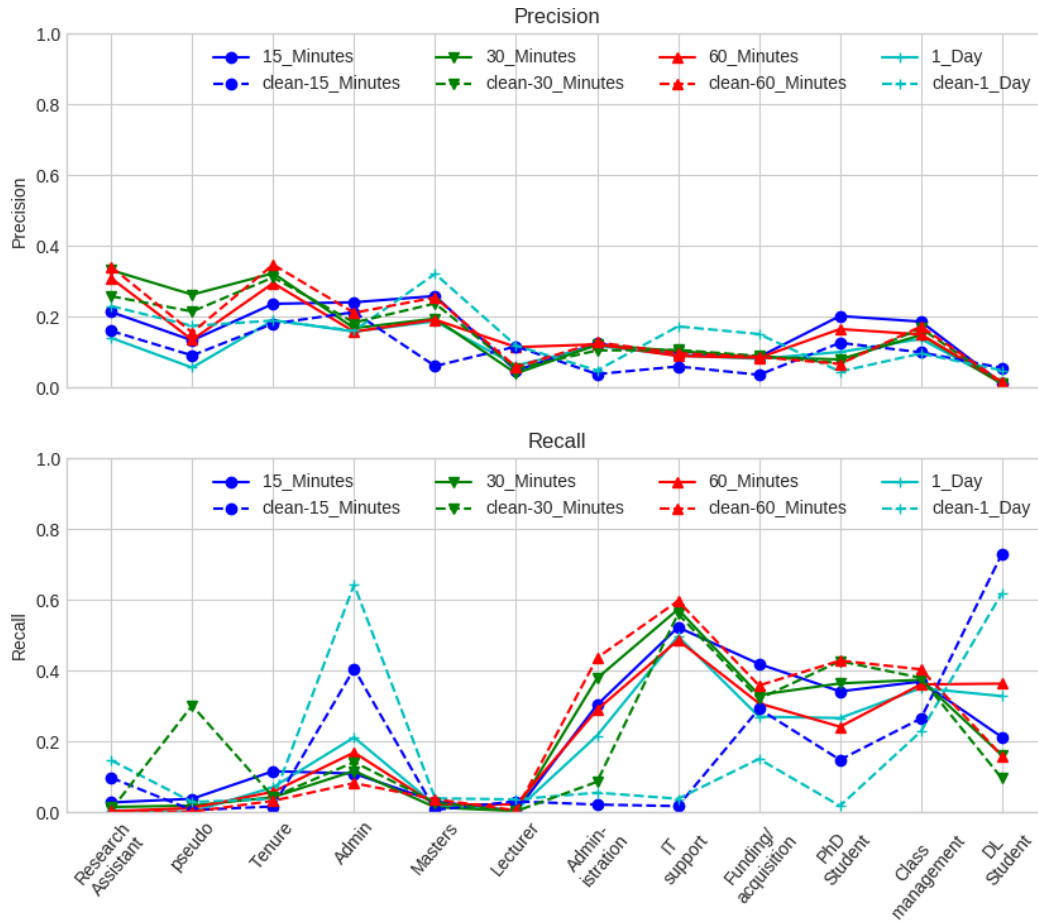 Precision
15_Minutes 30_Minutes 60_Minutes 1_Day
clean-15_Minutes clean-30_Minutes clean-60_Minutes clean-1_Day
1.0
0.8
0.6
0.4
0.2
0.0
Precision
Recall
15_Minutes 30_Minutes 60_Minutes 1_Day
clean-15_Minutes clean-30_Minutes clean-60_Minutes clean-1_Day
1.0
0.8
0.6
0.4
0.2
0.0
Recall
Research
Assistant
pseudo
Tenure
Admin
Masters
Lecturer
Admin-
istration
IT
support
Funding/
acquisition
PhD
Student
Class
management
DL
Student